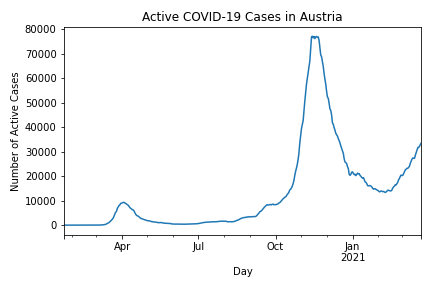 Active COVID-19 Cases in Austria
Number of Active Cases
80000
70000
60000
50000
40000
30000
20000
10000
0
Apr
Jul
Oct
Jan
2021
Day